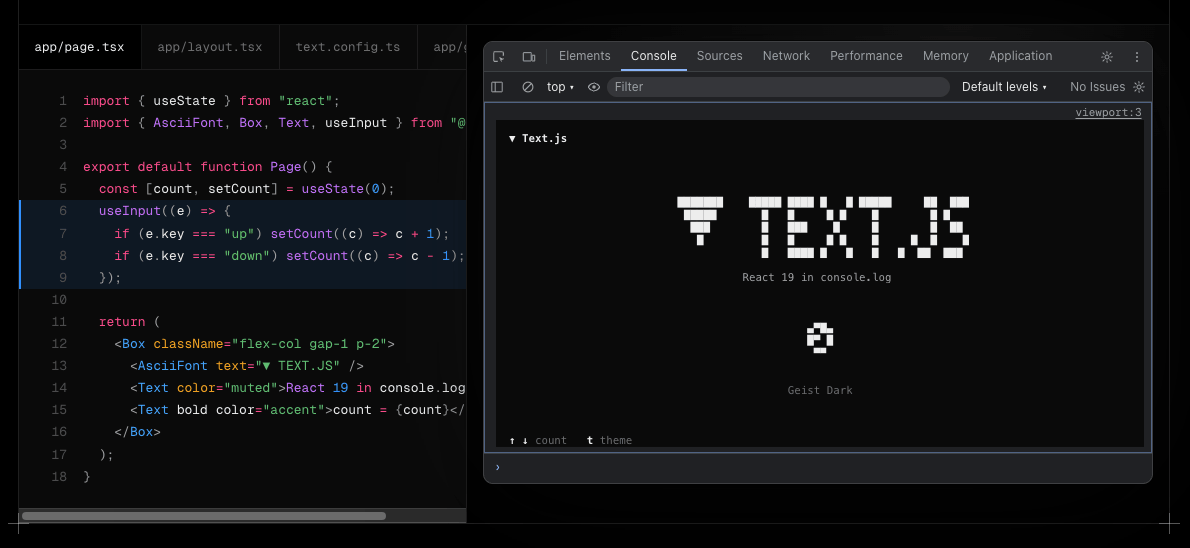 app/page.tsx app/layout.tsx text.config.ts
1 import { useState } from "react";
2 import { AsciiFont, Box, Text, useInput } from "@
3
4 export default function Page() {
5 const [count, setCount] = useState(0);
6 useInput((e) => {
7 if (e.key === "up") setCount((c) => c + 1);
8 if (e.key === "down") setCount((c) => c - 1);
9 });
10
11 return (
12 <Box className="flex-col gap-1 p-2">
13 <AsciiFont text="▼ TEXT.JS" />
14 <Text color="muted">React 19 in console.log
15 <Text bold color="accent">count = {count}</
16 </Box>
17 );
18 }
Elements Console Sources Network Performance Memory Application
top ▾ Filter Default levels ▾ No Issues
viewport:3
▼ Text.js
▼ TEXT.JS
React 19 in console.log
Geist Dark
↑ ↓ count t theme
›